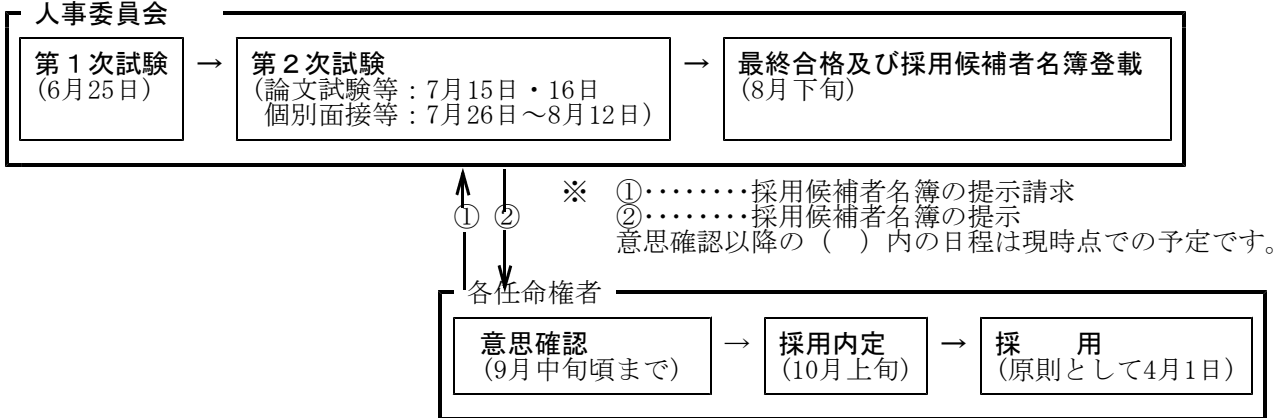 人事委員会
第１次試験 → 第２次試験 → 最終合格及び採用候補者名簿登載
(6月25日) (論文試験等：7月15日・16日 (8月下旬)
個別面接等：7月26日～8月12日)
※ ①････････採用候補者名簿の提示請求
① ② ②････････採用候補者名簿の提示
意思確認以降の（ ）内の日程は現時点での予定です。
各任命権者
意思確認 → 採用内定 → 採 用
(9月中旬頃まで) (10月上旬) (原則として4月1日)